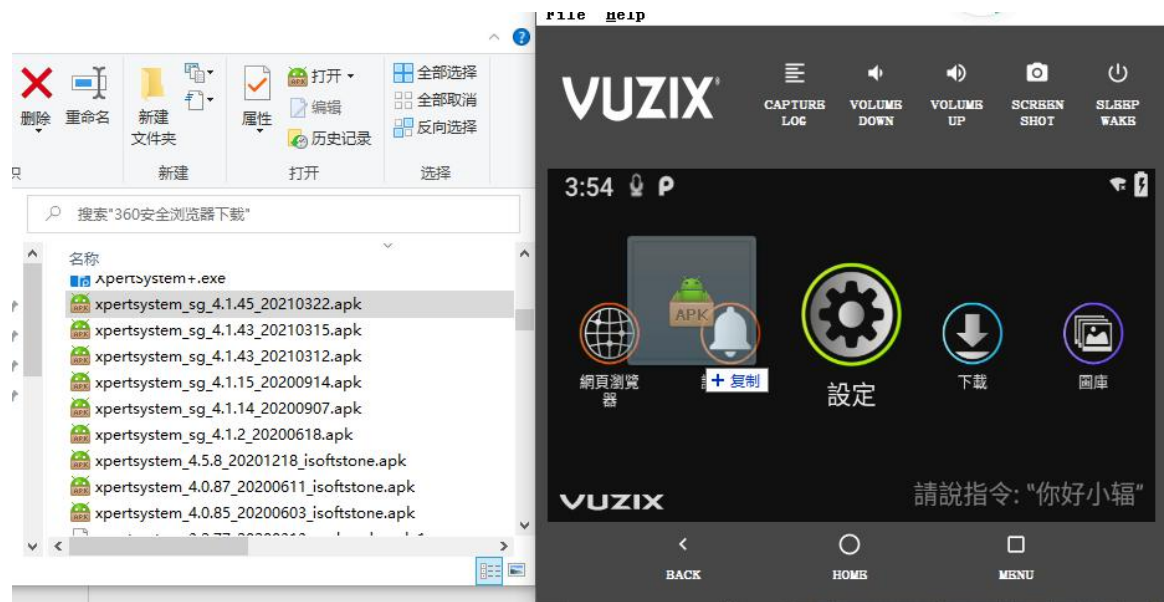 删除
重命名
新建
文件夹
属性
打开
编辑
历史记录
全部选择
全部取消
反向选择
新建
打开
选择
搜索"360安全浏览器下载"
名称
XpertSystem+.exe
xpertsystem_sg_4.1.45_20210322.apk
xpertsystem_sg_4.1.43_20210315.apk
xpertsystem_sg_4.1.43_20210312.apk
xpertsystem_sg_4.1.15_20200914.apk
xpertsystem_sg_4.1.14_20200907.apk
xpertsystem_sg_4.1.2_20200618.apk
xpertsystem_4.5.8_20201218_isoftstone.apk
xpertsystem_4.0.87_20200611_isoftstone.apk
xpertsystem_4.0.85_20200603_isoftstone.apk
File Help
VUZIX
CAPTURE
LOG
VOLUME
DOWN
VOLUME
UP
SCREEN
SHOT
SLEEP
WAKE
3:54
APK
網頁瀏覽
器
+ 复制
設定
下載
圖庫
VUZIX
請說指令: "你好小辐"
BACK
HOME
MENU